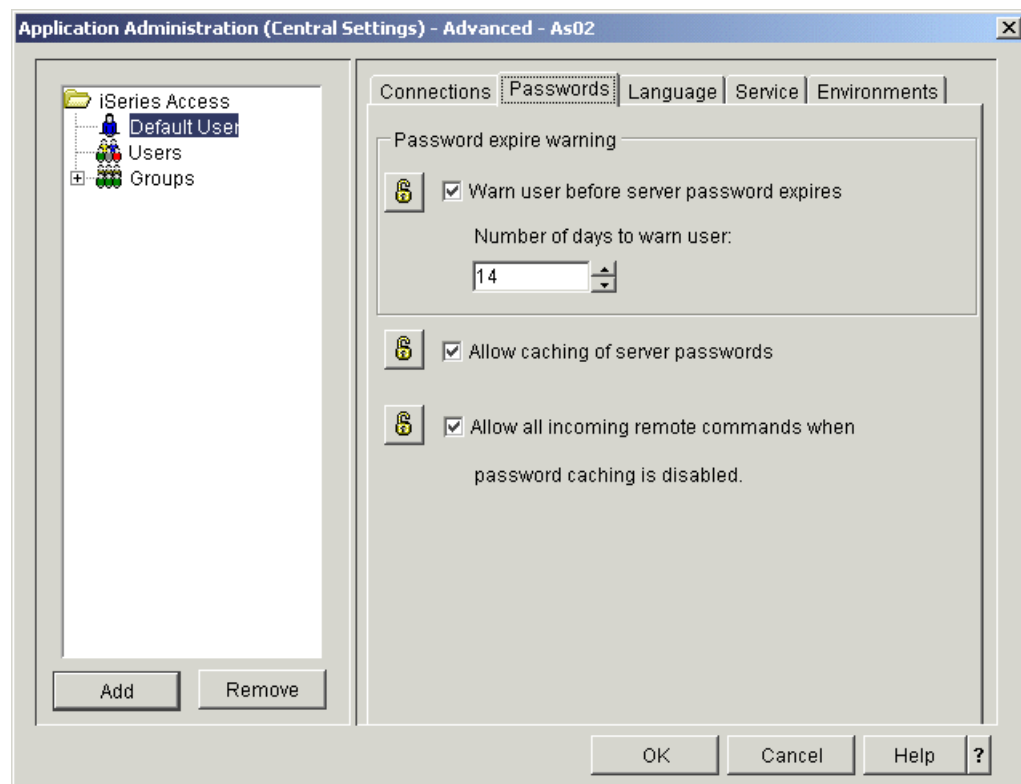 Application Administration (Central Settings) - Advanced - As02
iSeries Access
Default User
Users
Groups
Add
Remove
Connections
Passwords
Language
Service
Environments
Password expire warning
Warn user before server password expires
Number of days to warn user:
14
Allow caching of server passwords
Allow all incoming remote commands when
password caching is disabled.
OK
Cancel
Help
?